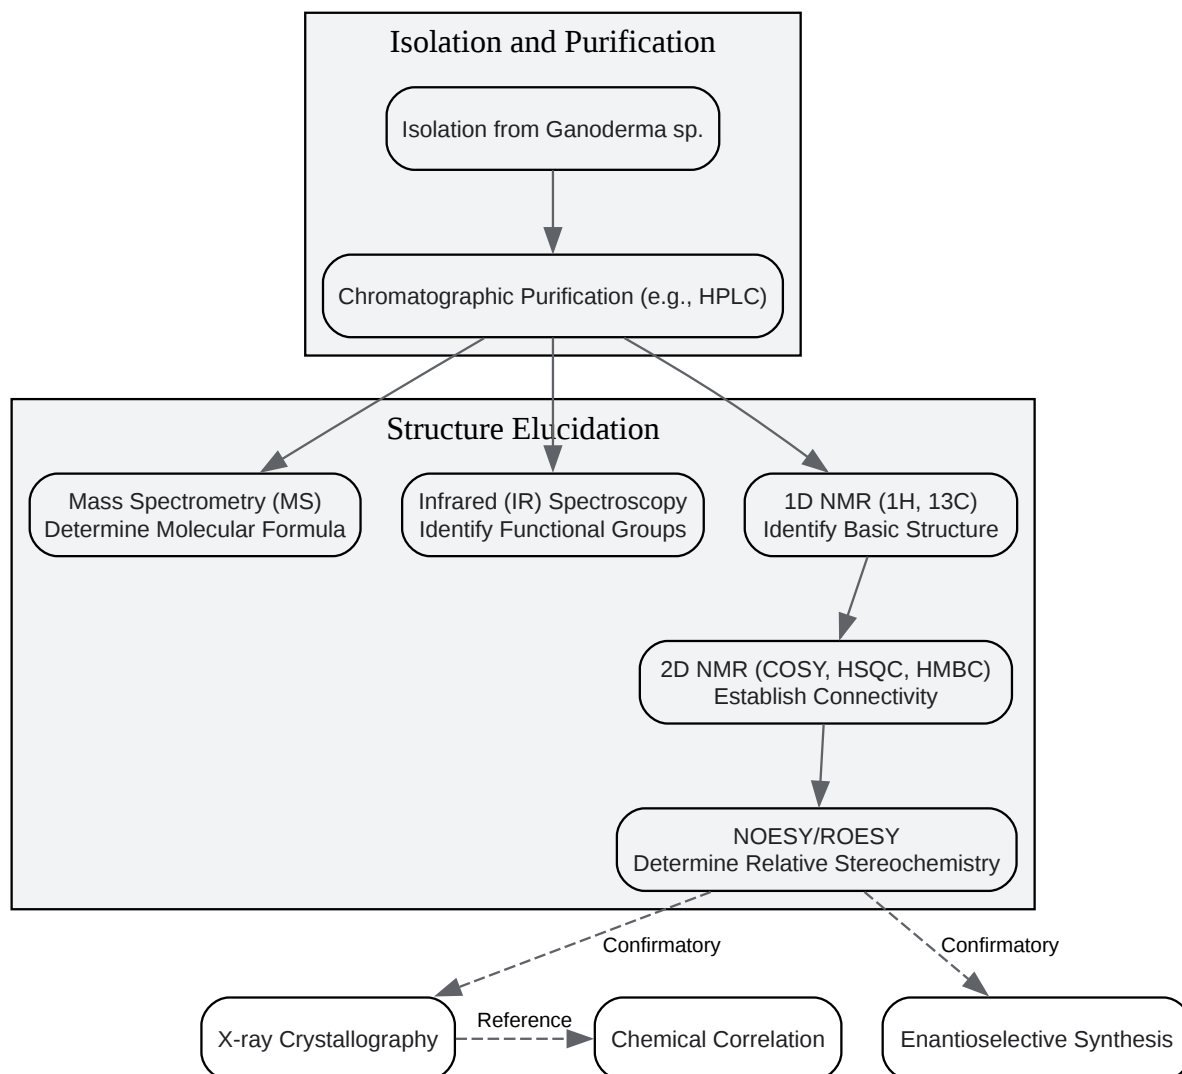 Isolation and Purification
Isolation from Ganoderma sp.
Chromatographic Purification (e.g., HPLC)
Structure Elucidation
Mass Spectrometry (MS)
Determine Molecular Formula
Infrared (IR) Spectroscopy
Identify Functional Groups
1D NMR (1H, 13C)
Identify Basic Structure
2D NMR (COSY, HSQC, HMBC)
Establish Connectivity
NOESY/ROESY
Determine Relative Stereochemistry
Confirmatory
Confirmatory
X-ray Crystallography
Reference
Chemical Correlation
Enantioselective Synthesis